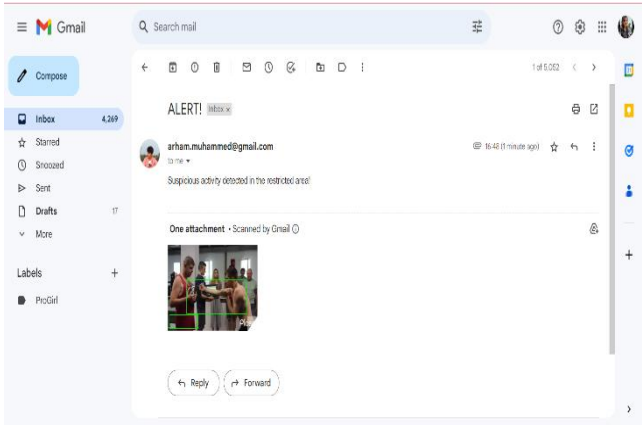 Gmail
Search mail
Compose
1 of 5,052
ALERT! Inbox x
Inbox 4,269
Starred
Snoozed
Sent
Drafts 17
More
Labels
ProGirl
arham.muhammed@gmail.com
16:48 (1 minute ago)
to me
Suspicious activity detected in the restricted area!
One attachment • Scanned by Gmail
Reply
Forward